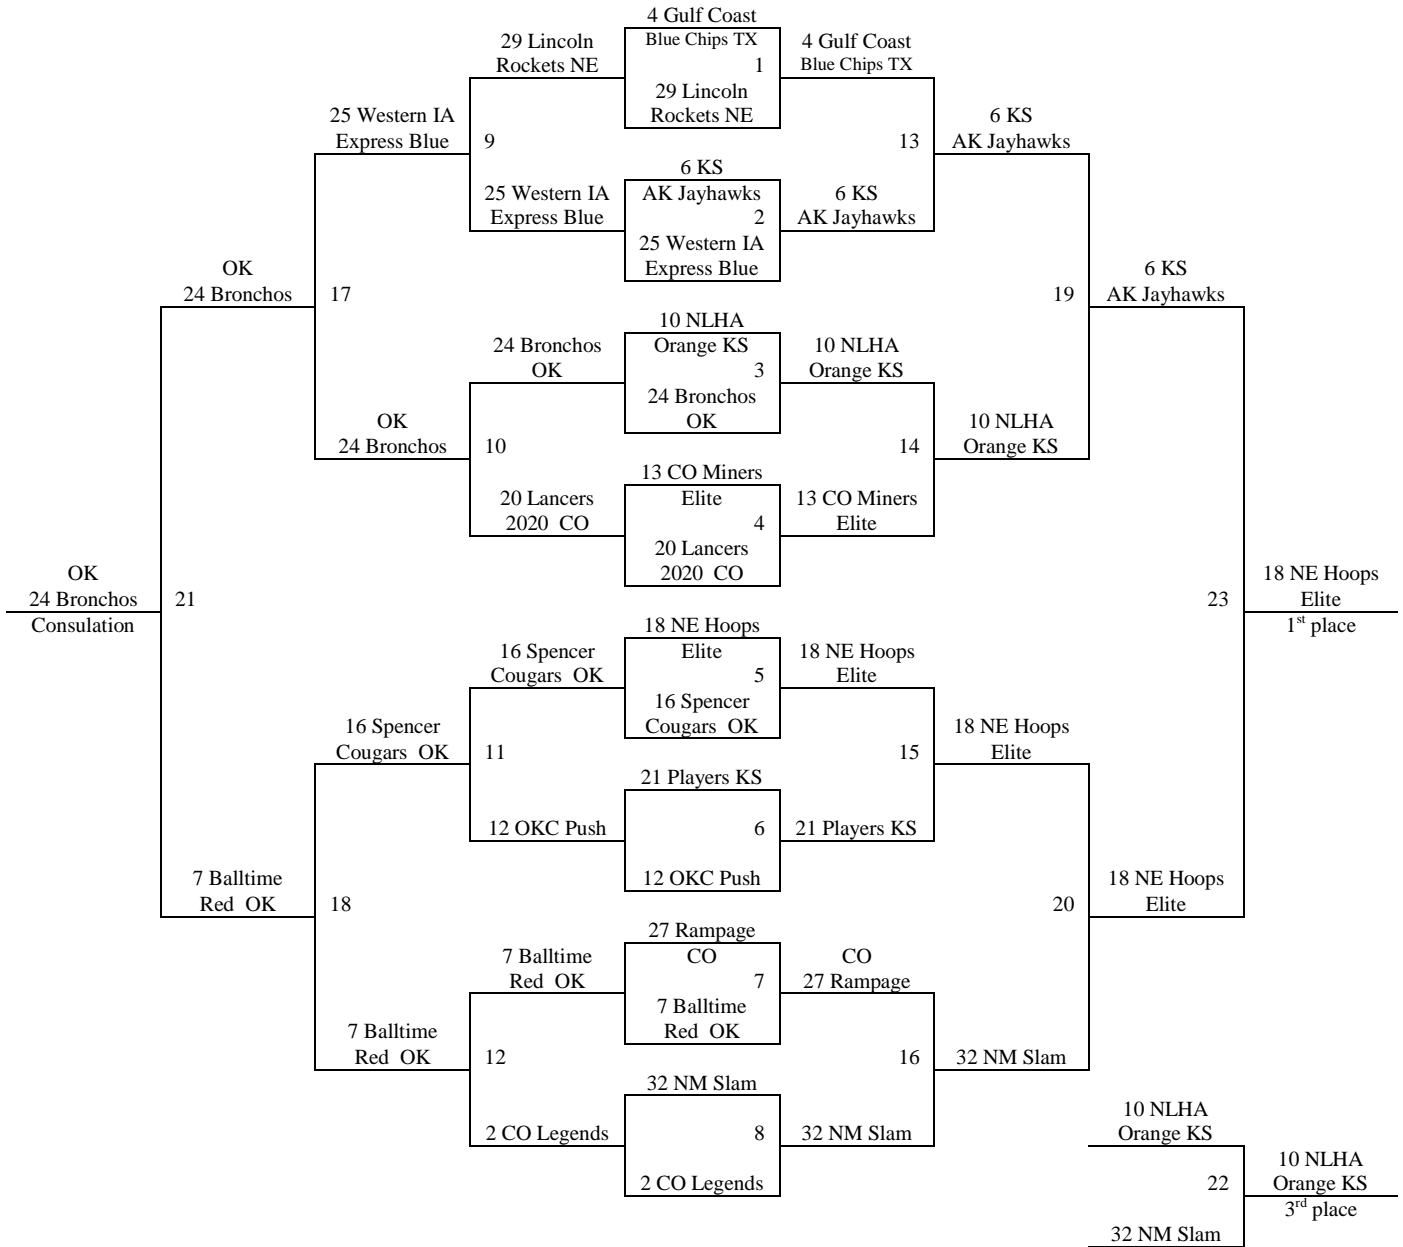 4 Gulf Coast
Blue Chips TX
1
29 Lincoln
Rockets NE
29 Lincoln
Rockets NE
4 Gulf Coast
Blue Chips TX
25 Western IA
Express Blue
9
13
6 KS
AK Jayhawks
25 Western IA
Express Blue
6 KS
AK Jayhawks
2
25 Western IA
Express Blue
6 KS
AK Jayhawks
OK
24 Bronchos
17
19
6 KS
AK Jayhawks
24 Bronchos
OK
10 NLHA
Orange KS
3
24 Bronchos
OK
10 NLHA
Orange KS
OK
24 Bronchos
10
14
10 NLHA
Orange KS
20 Lancers
2020  CO
13 CO Miners
Elite
4
20 Lancers
2020  CO
13 CO Miners
Elite
OK
24 Bronchos
Consulation
21
23
18 NE Hoops
Elite
1st place
16 Spencer
Cougars  OK
18 NE Hoops
Elite
5
16 Spencer
Cougars  OK
18 NE Hoops
Elite
16 Spencer
Cougars  OK
11
15
18 NE Hoops
Elite
12 OKC Push
21 Players KS
6
12 OKC Push
21 Players KS
7 Balltime
Red  OK
18
20
18 NE Hoops
Elite
7 Balltime
Red  OK
27 Rampage
CO
7
7 Balltime
Red  OK
CO
27 Rampage
7 Balltime
Red  OK
12
16
32 NM Slam
2 CO Legends
32 NM Slam
8
2 CO Legends
32 NM Slam
10 NLHA
Orange KS
22
32 NM Slam
10 NLHA
Orange KS
3rd place